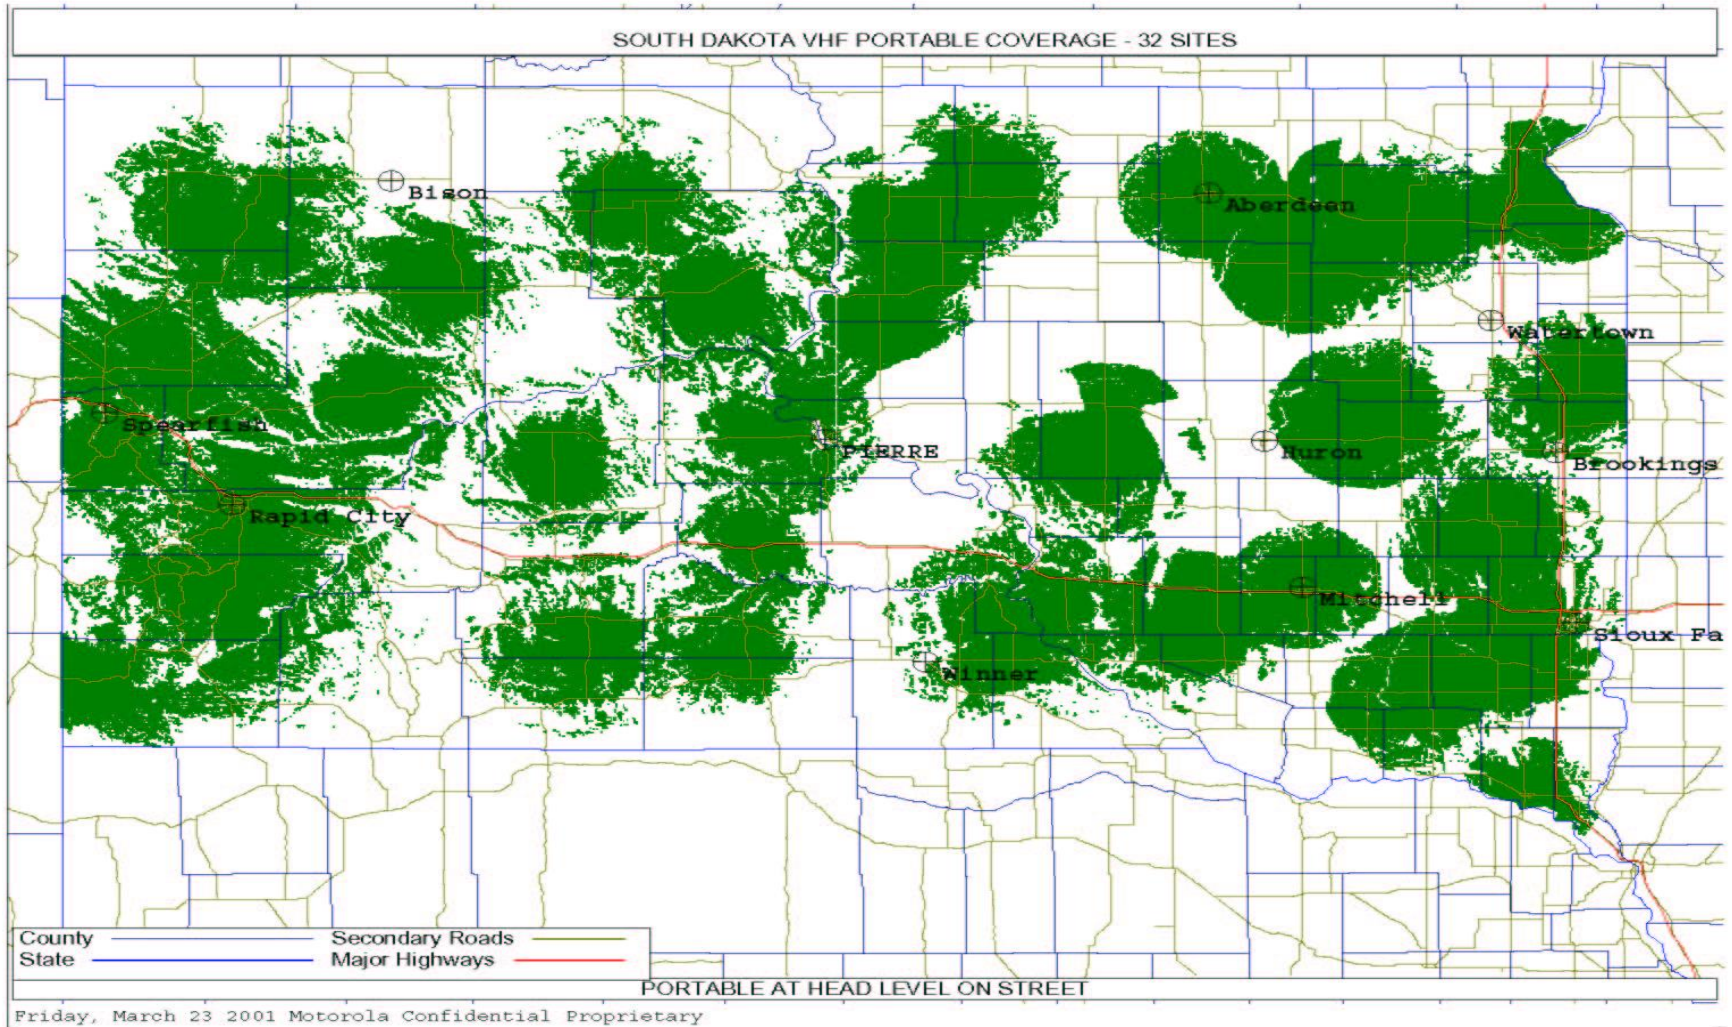 SOUTH DAKOTA VHF PORTABLE COVERAGE - 32 SITES
Bison
Aberdeen
Watertown
Spearfish
PIERRE
Huron
Brookings
Rapid City
Mitchell
Sioux Fa
Winner
County
Secondary Roads
State
Major Highways
PORTABLE AT HEAD LEVEL ON STREET
Friday, March 23 2001 Motorola Confidential Proprietary